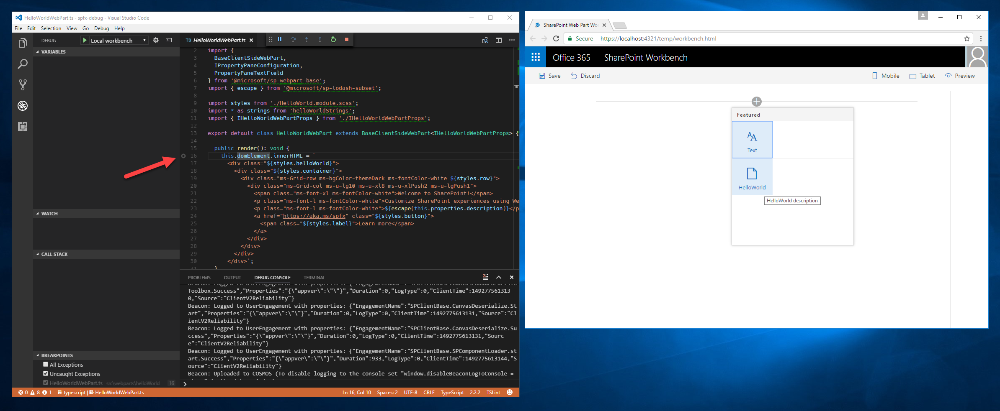 HelloWorldWebPart.ts - spfx-debug - Visual Studio Code
File Edit Selection View Go Debug Help
DEBUG Local workbench
VARIABLES
WATCH
CALL STACK
BREAKPOINTS
All Exceptions
Uncaught Exceptions
HelloWorldWebPart.ts src\webparts\helloWorld 16
TS HelloWorldWebPart.ts
2 import {
3 BaseClientSideWebPart,
4 IPropertyPaneConfiguration,
5 PropertyPaneTextField
6 } from '@microsoft/sp-webpart-base';
7 import { escape } from '@microsoft/sp-lodash-subset';
8
9 import styles from './HelloWorld.module.scss';
10 import * as strings from 'helloWorldStrings';
11 import { IHelloWorldWebPartProps } from './IHelloWorldWebPartProps';
12
13 export default class HelloWorldWebPart extends BaseClientSideWebPart<IHelloWorldWebPartProps> {
14
15 public render(): void {
16 this.domElement.innerHTML = `
17 <div class="${styles.helloWorld}">
18 <div class="${styles.container}">
19 <div class="ms-Grid-row ms-bgColor-themeDark ms-fontColor-white ${styles.row}">
20 <div class="ms-Grid-col ms-u-lg10 ms-u-xl8 ms-u-xlPush2 ms-u-lgPush1">
21 <span class="ms-font-xl ms-fontColor-white">Welcome to SharePoint!</span>
22 <p class="ms-font-l ms-fontColor-white">Customize SharePoint experiences using We
23 <p class="ms-font-l ms-fontColor-white">${escape(this.properties.description)}</p
24 <a href="https://aka.ms/spfx" class="${styles.button}">
25 <span class="${styles.label}">Learn more</span>
26 </a>
27 </div>
28 </div>
29 </div>
30 </div>`;
31 }
PROBLEMS OUTPUT DEBUG CONSOLE TERMINAL
Beacon: Logged to UserEngagement with properties: {"EngagementName":"SPClientBase.CanvasLoadWebPartsIn
Toolbox.Success","Properties":"{\"appver\":\"\"}","Duration":0,"LogType":0,"ClientTime":149277561313
0,"Source":"ClientV2Reliability"}
Beacon: Logged to UserEngagement with properties: {"EngagementName":"SPClientBase.CanvasDeserialize.St
art","Properties":"{\"appver\":\"\"}","Duration":0,"LogType":0,"ClientTime":1492775613131,"Source":"Cl
ientV2Reliability"}
Beacon: Logged to UserEngagement with properties: {"EngagementName":"SPClientBase.CanvasDeserialize.Su
ccess","Properties":"{\"appver\":\"\"}","Duration":0,"LogType":0,"ClientTime":1492775613131,"Sourc
e":"ClientV2Reliability"}
Beacon: Logged to UserEngagement with properties: {"EngagementName":"SPClientBase.SPComponentLoader.st
art.Success","Properties":"{\"appver\":\"\"}","Duration":933,"LogType":0,"ClientTime":1492775613144,"S
ource":"ClientV2Reliability"}
Beacon: Uploaded to COSMOS (To disable logging to the console set "window.disableBeaconLogToConsole =
0 8 1 typescript | HelloWorldWebPart.ts Ln 16, Col 10 Spaces: 2 UTF-8 CRLF TypeScript 2.2.2 TSLint
SharePoint Web Part Wo
Secure https://localhost:4321/temp/workbench.html
Office 365 SharePoint Workbench
Save Discard Mobile Tablet Preview
Featured
AA
Text
HelloWorld
HelloWorld description